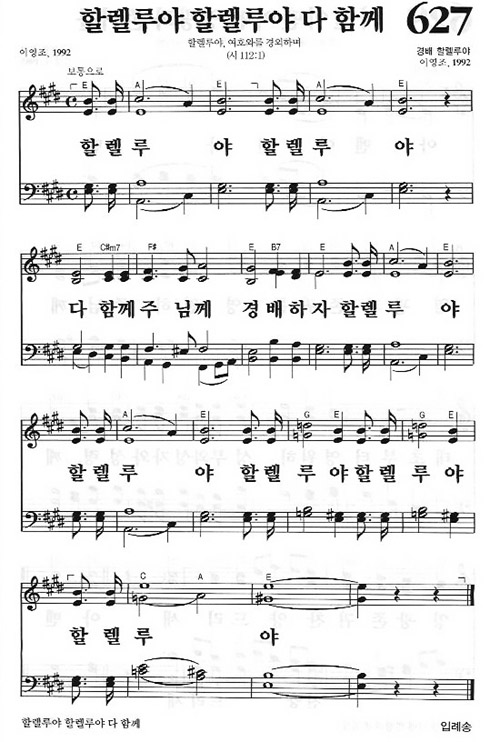 할렐루야 할렐루야 다 함께 627
할렐루야, 여호와를 경외하며
(시 112:1)
이영조, 1992
경배 할렐루야
이영조, 1992
보통으로
E A E A E
할 렐 루 야 할 렐 루 야
E C#m7 F# E B7 E A E
다 함께주 님께 경배하자 할렐루 야
A E G E G E
할 렐 루 야 할 렐 루 야 할 렐 루 야
C A E
할 렐 루 야
할렐루야 할렐루야 다 함께
입례송